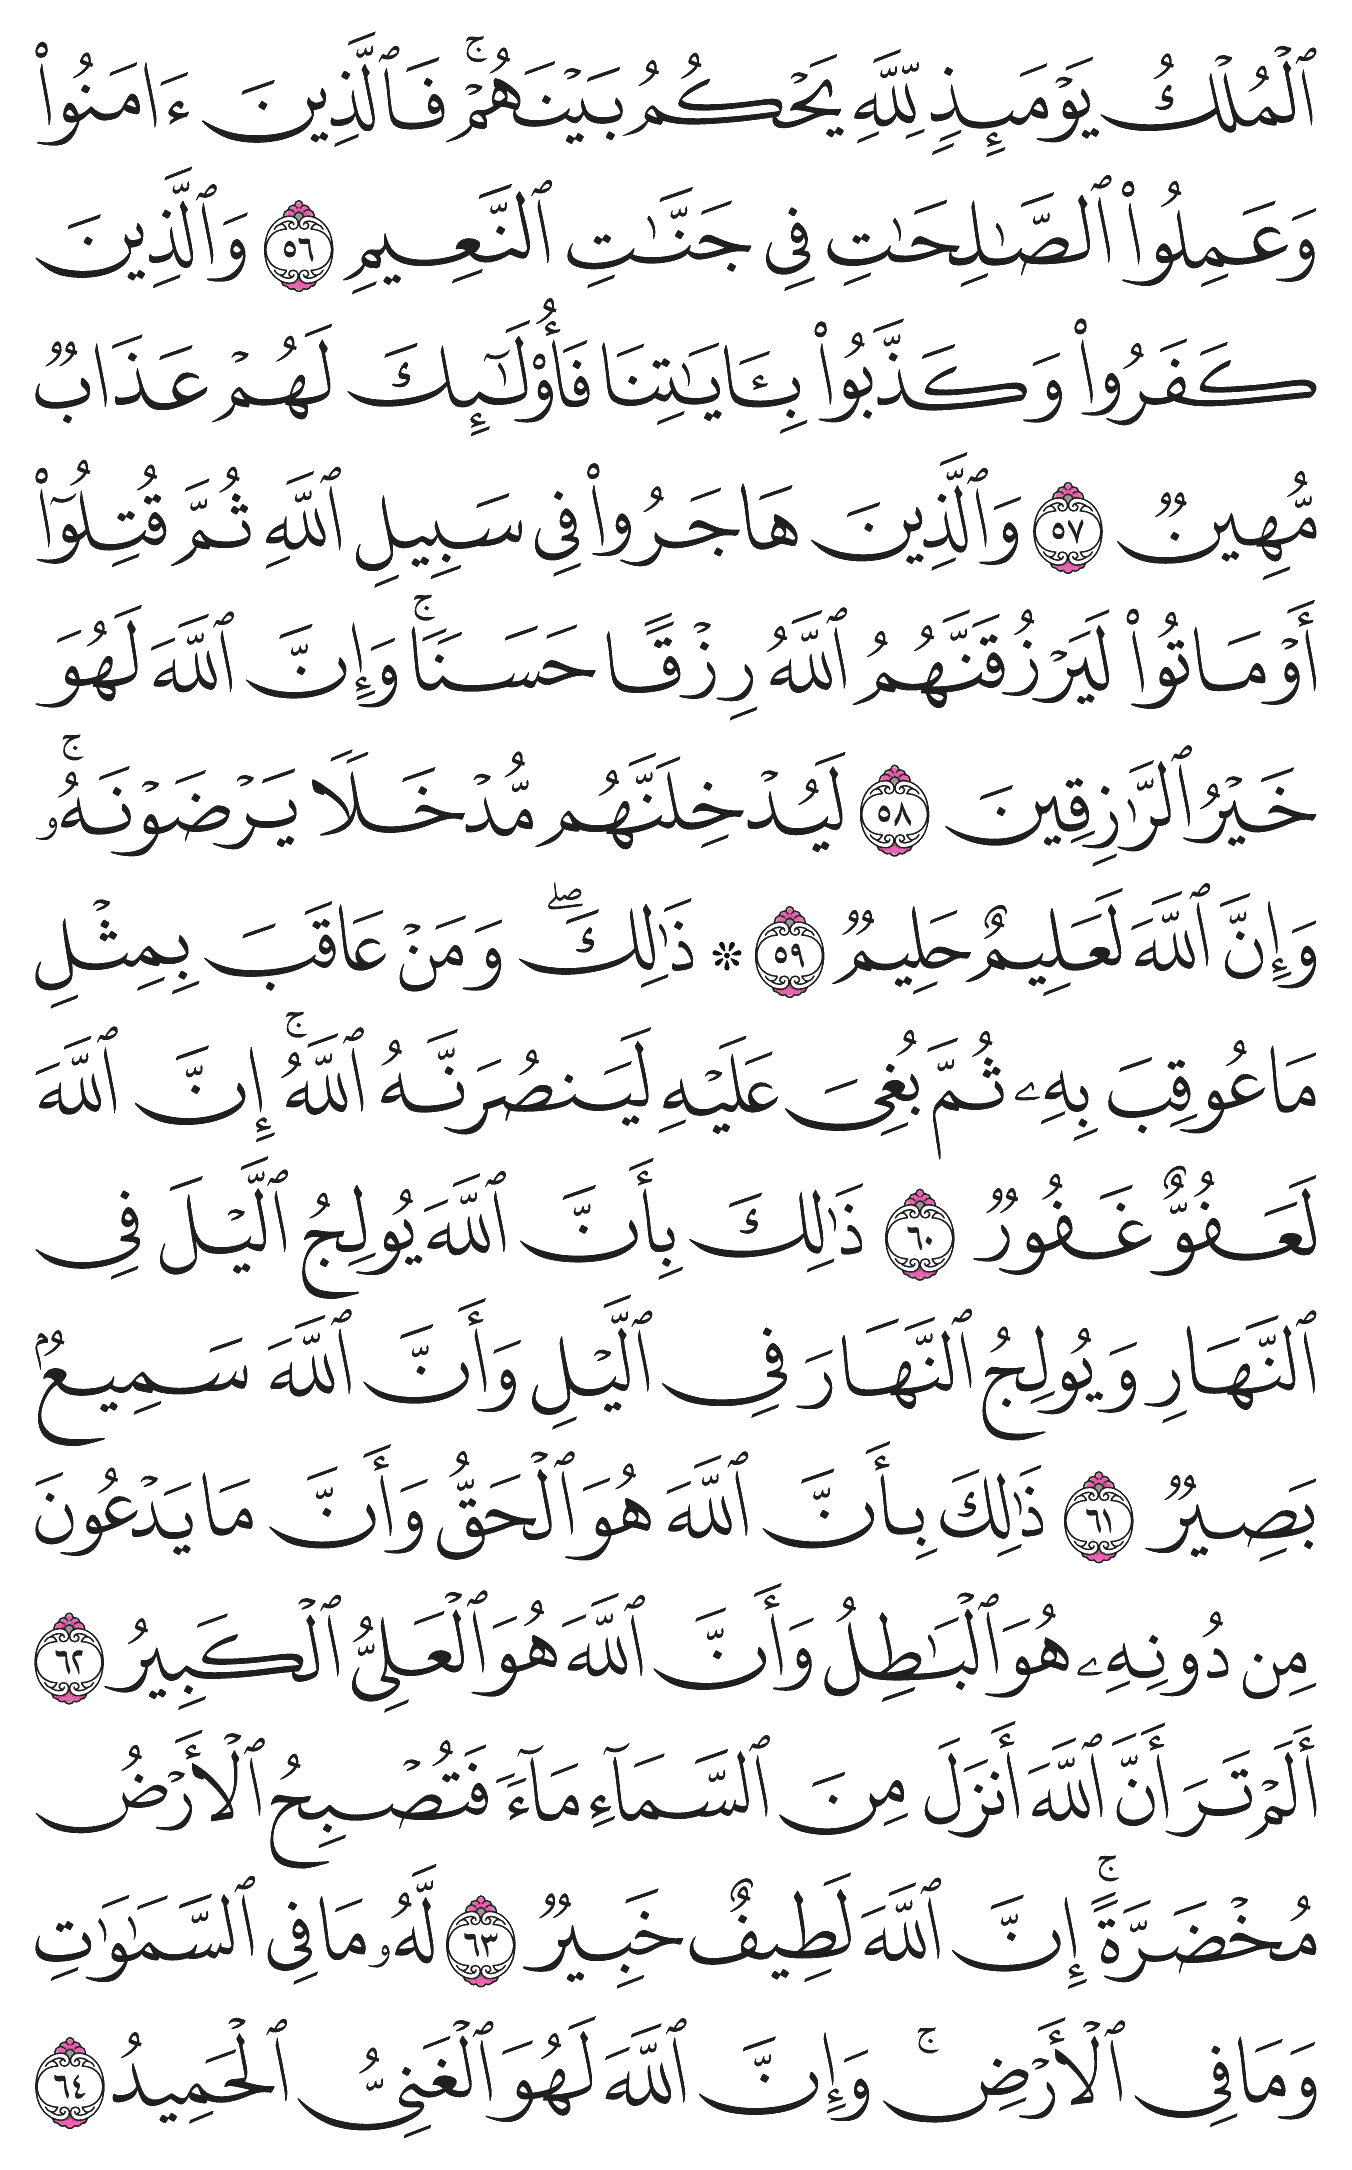 ٱلۡمُلۡكُ يَوۡمَئِذٍ لِّلَّهِ يَحۡكُمُ بَيۡنَهُمۡۚ فَٱلَّذِينَ ءَامَنُواْ
وَعَمِلُواْ ٱلصَّٰلِحَٰتِ فِي جَنَّٰتِ ٱلنَّعِيمِ ٥٦ وَٱلَّذِينَ
كَفَرُواْ وَكَذَّبُواْ بِـَٔايَٰتِنَا فَأُوْلَٰٓئِكَ لَهُمۡ عَذَابٞ
مُّهِينٞ ٥٧ وَٱلَّذِينَ هَاجَرُواْ فِي سَبِيلِ ٱللَّهِ ثُمَّ قُتِلُوٓاْ
أَوۡ مَاتُواْ لَيَرۡزُقَنَّهُمُ ٱللَّهُ رِزۡقًا حَسَنٗاۚ وَإِنَّ ٱللَّهَ لَهُوَ
خَيۡرُ ٱلرَّٰزِقِينَ ٥٨ لَيُدۡخِلَنَّهُم مُّدۡخَلٗا يَرۡضَوۡنَهُۥۚ
وَإِنَّ ٱللَّهَ لَعَلِيمٌ حَلِيمٞ ٥٩ ۞ ذَٰلِكَۖ وَمَنۡ عَاقَبَ بِمِثۡلِ
مَا عُوقِبَ بِهِۦ ثُمَّ بُغِيَ عَلَيۡهِ لَيَنصُرَنَّهُ ٱللَّهُۚ إِنَّ ٱللَّهَ
لَعَفُوٌّ غَفُورٞ ٦٠ ذَٰلِكَ بِأَنَّ ٱللَّهَ يُولِجُ ٱلَّيۡلَ فِي
ٱلنَّهَارِ وَيُولِجُ ٱلنَّهَارَ فِي ٱلَّيۡلِ وَأَنَّ ٱللَّهَ سَمِيعُۢ
بَصِيرٞ ٦١ ذَٰلِكَ بِأَنَّ ٱللَّهَ هُوَ ٱلۡحَقُّ وَأَنَّ مَا يَدۡعُونَ
مِن دُونِهِۦ هُوَ ٱلۡبَٰطِلُ وَأَنَّ ٱللَّهَ هُوَ ٱلۡعَلِيُّ ٱلۡكَبِيرُ ٦٢
أَلَمۡ تَرَ أَنَّ ٱللَّهَ أَنزَلَ مِنَ ٱلسَّمَآءِ مَآءٗ فَتُصۡبِحُ ٱلۡأَرۡضُ
مُخۡضَرَّةًۚ إِنَّ ٱللَّهَ لَطِيفٌ خَبِيرٞ ٦٣ لَّهُۥ مَا فِي ٱلسَّمَٰوَٰتِ
وَمَا فِي ٱلۡأَرۡضِۚ وَإِنَّ ٱللَّهَ لَهُوَ ٱلۡغَنِيُّ ٱلۡحَمِيدُ ٦٤